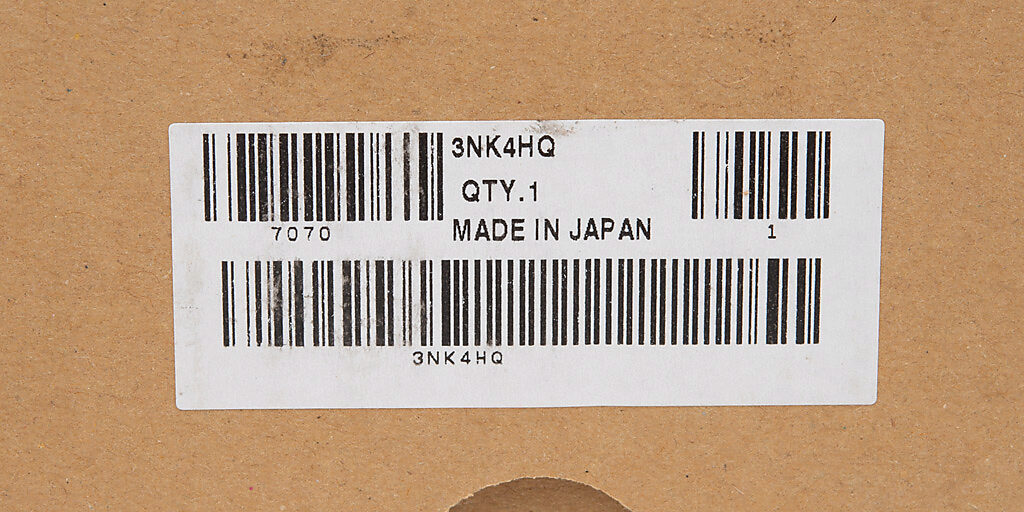 3NK4HQ
QTY.1
7070
MADE IN JAPAN
1
3NK4HQ